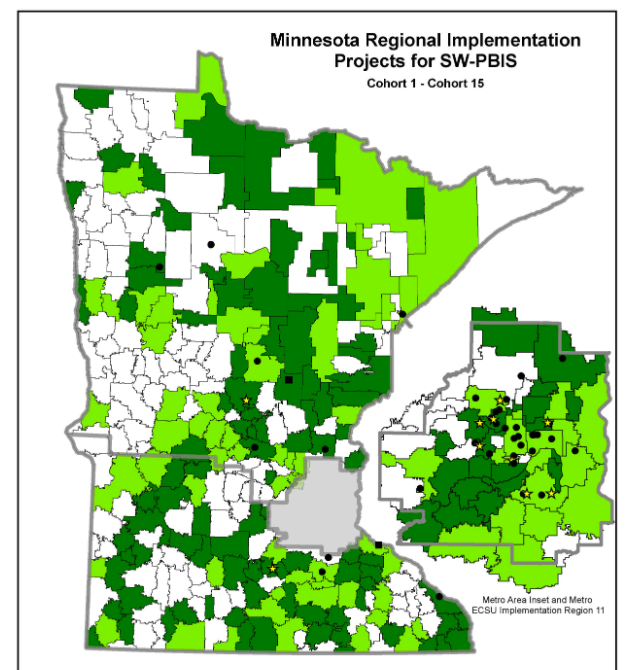 Minnesota Regional Implementation
Projects for SW-PBIS
Cohort 1 - Cohort 15
Metro Area Inset and Metro
ECSU Implementation Region 11